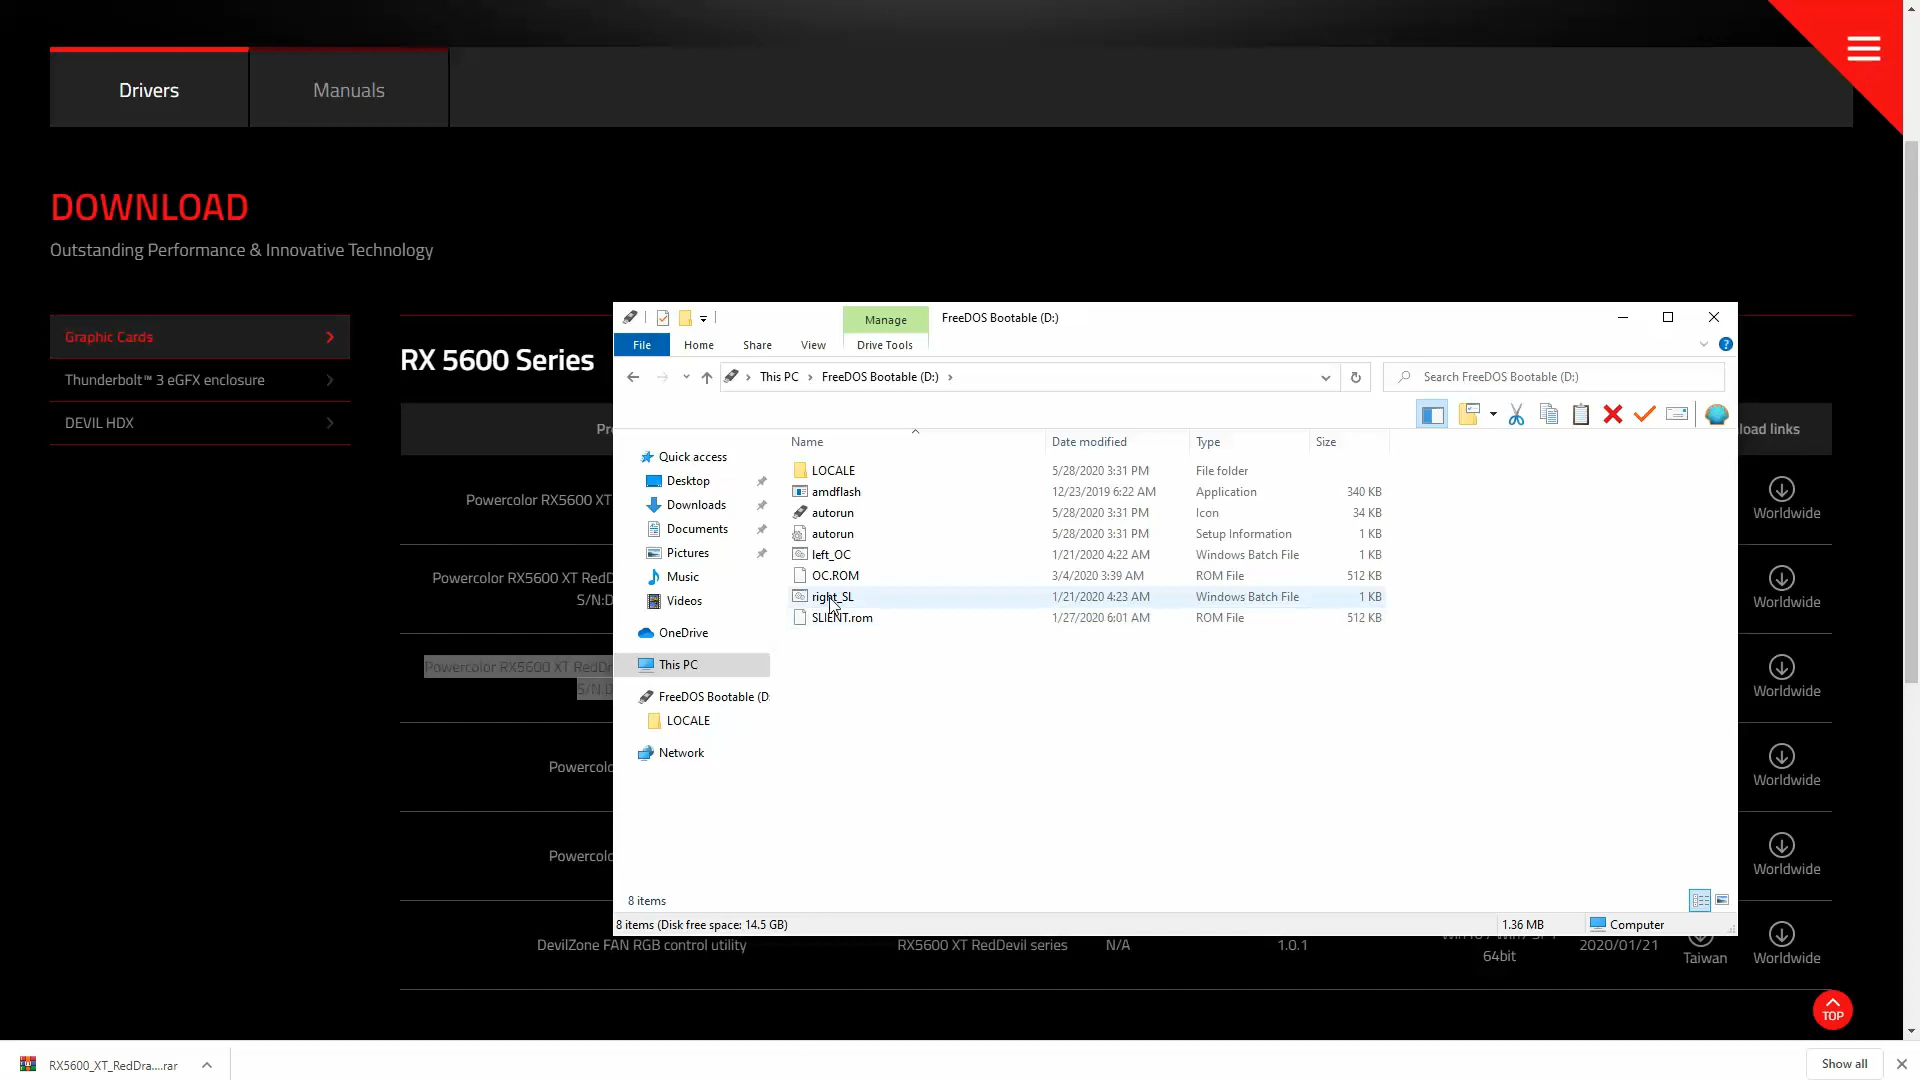 Drivers
Manuals
DOWNLOAD
Outstanding Performance & Innovative Technology
Graphic Cards
Thunderbolt™ 3 eGFX enclosure
DEVIL HDX
RX 5600 Series
Powercolor RX5600 XT
Powercolor RX5600 XT RedD
S/N:D
Powercolor RX5600 XT RedDr
S/N:D
Powercolo
Powercolo
DevilZone FAN RGB control utility
RX5600 XT RedDevil series
N/A
1.0.1
64bit
2020/01/21
Taiwan
Worldwide
load links
Worldwide
Worldwide
Worldwide
Worldwide
Worldwide
TOP
Manage
FreeDOS Bootable (D:)
File
Home
Share
View
Drive Tools
This PC
FreeDOS Bootable (D:)
Search FreeDOS Bootable (D:)
Quick access
Desktop
Downloads
Documents
Pictures
Music
Videos
OneDrive
This PC
FreeDOS Bootable (D:
LOCALE
Network
Name Date modified Type Size
LOCALE 5/28/2020 3:31 PM File folder
amdflash 12/23/2019 6:22 AM Application 340 KB
autorun 5/28/2020 3:31 PM Icon 34 KB
autorun 5/28/2020 3:31 PM Setup Information 1 KB
left_OC 1/21/2020 4:22 AM Windows Batch File 1 KB
OC.ROM 3/4/2020 3:39 AM ROM File 512 KB
right_SL 1/21/2020 4:23 AM Windows Batch File 1 KB
SLIENT.rom 1/27/2020 6:01 AM ROM File 512 KB
8 items
8 items (Disk free space: 14.5 GB)
1.36 MB
Computer
RX5600_XT_RedDra....rar
Show all